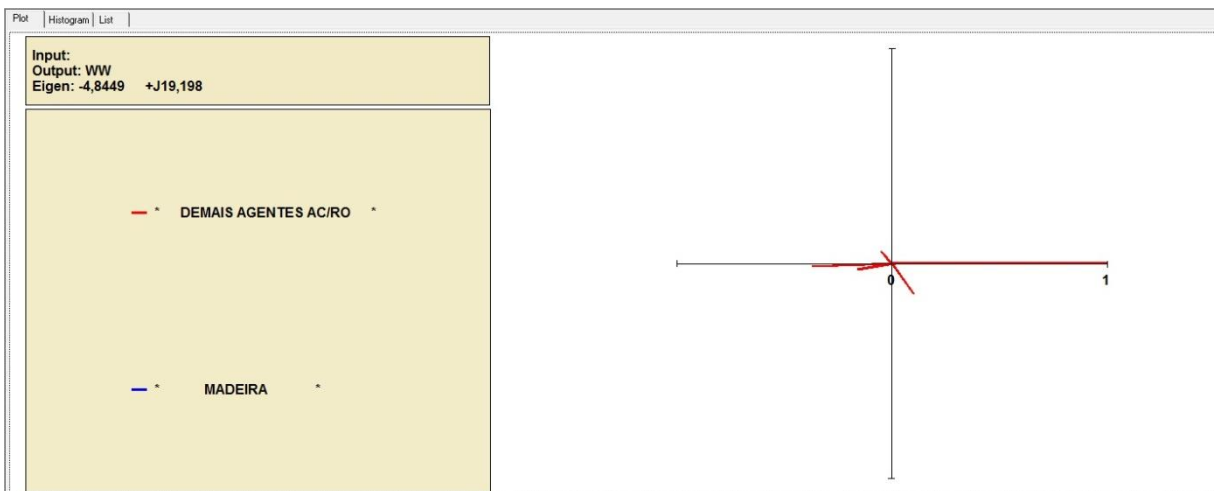 Plot Histogram List
Input:
Output: WW
Eigen: -4,8449 +J19,198
* DEMAIS AGENTES AC/RO *
* MADEIRA *
0 1